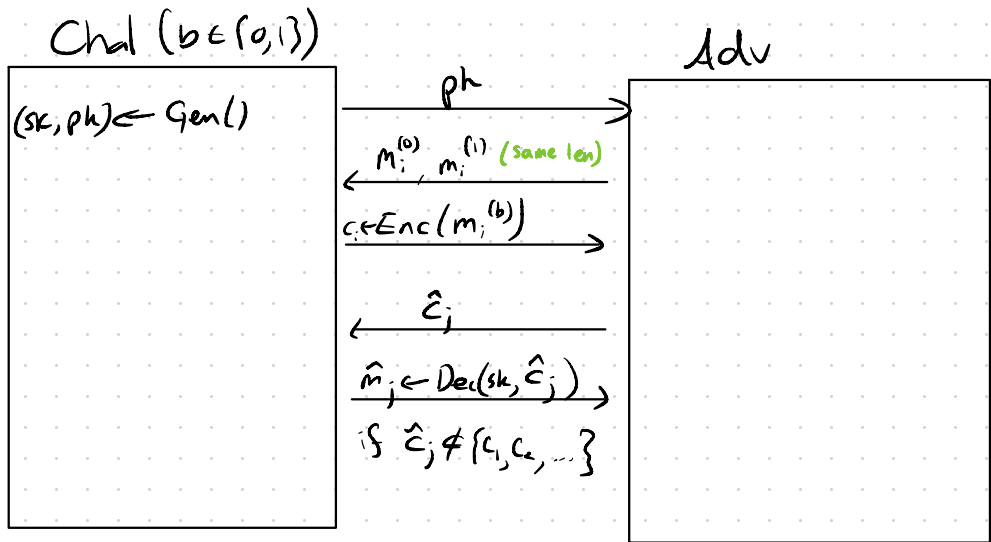 Chal (b ∈ {0,1})
Adv
(sk, pk) ← Gen()
pk
m_i^(0), m_i^(1) (same len)
c_i ← Enc(m_i^(b))
ĉ_j
m̂_j ← Dec(sk, ĉ_j)
if ĉ_j ∉ {c_1, c_2, ...}